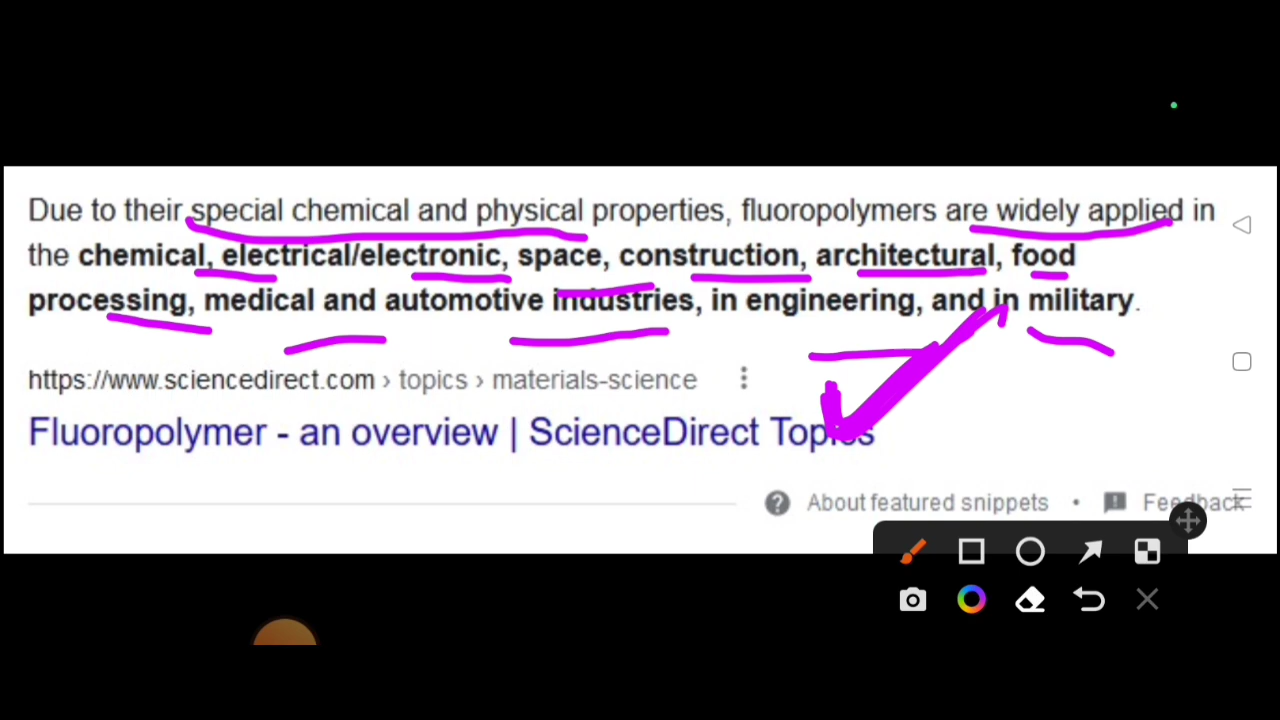 Due to their special chemical and physical properties, fluoropolymers are widely applied in
the chemical, electrical/electronic, space, construction, architectural, food
processing, medical and automotive industries, in engineering, and in military.
https://www.sciencedirect.com › topics › materials-science
Fluoropolymer - an overview | ScienceDirect Topics
About featured snippets • Feedback